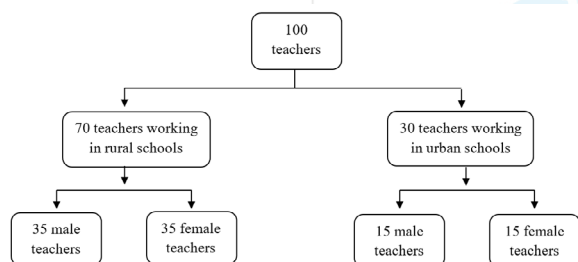 100
teachers
70 teachers working
in rural schools
30 teachers working
in urban schools
35 male
teachers
35 female
teachers
15 male
teachers
15 female
teachers